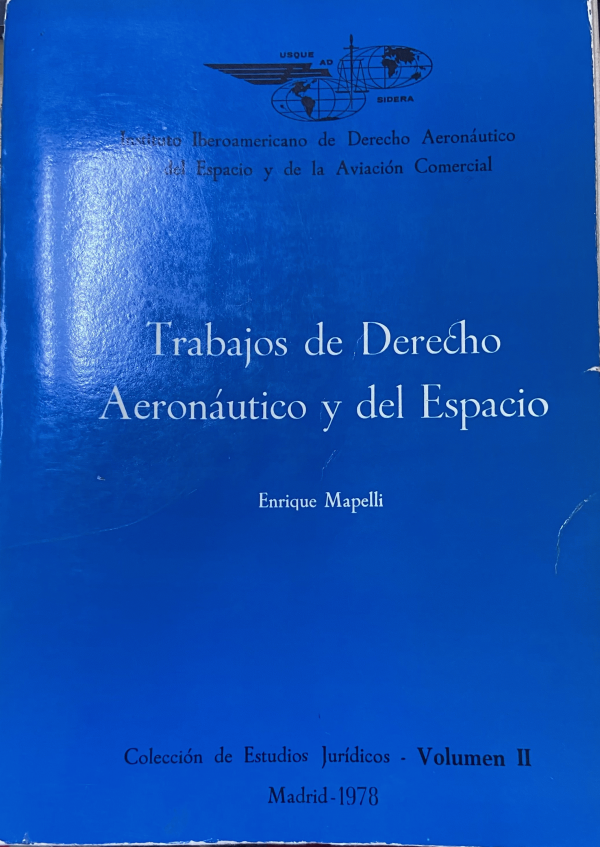 USQUE
AD
SIDERA
Instituto Iberoamericano de Derecho Aeronáutico
del Espacio y de la Aviación Comercial
Trabajos de Derecho
Aeronáutico y del Espacio
Enrique Mapelli
Colección de Estudios Jurídicos - Volumen II
Madrid-1978